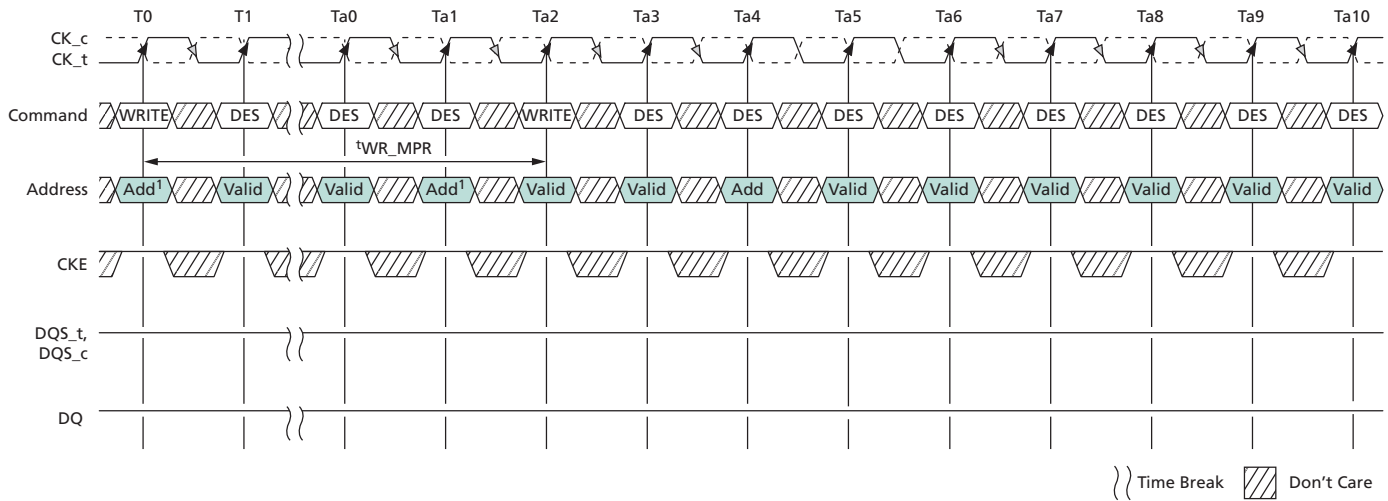 T0 T1 Ta0 Ta1 Ta2 Ta3 Ta4 Ta5 Ta6 Ta7 Ta8 Ta9 Ta10
CK_c
CK_t
Command WRITE DES DES DES WRITE DES DES DES DES DES DES DES DES
tWR_MPR
Address Add1 Valid Valid Add1 Valid Valid Add Valid Valid Valid Valid Valid Valid
CKE
DQS_t,
DQS_c
DQ
Time Break Don't Care